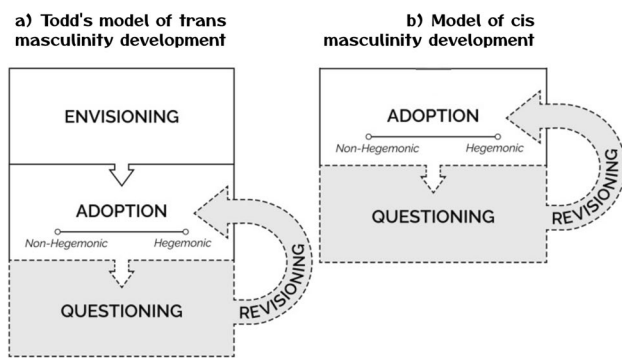 a) Todd's model of trans
masculinity development
ENVISIONING
ADOPTION
Non-Hegemonic Hegemonic
QUESTIONING
REVISIONING
b) Model of cis
masculinity development
ADOPTION
Non-Hegemonic Hegemonic
QUESTIONING
REVISIONING